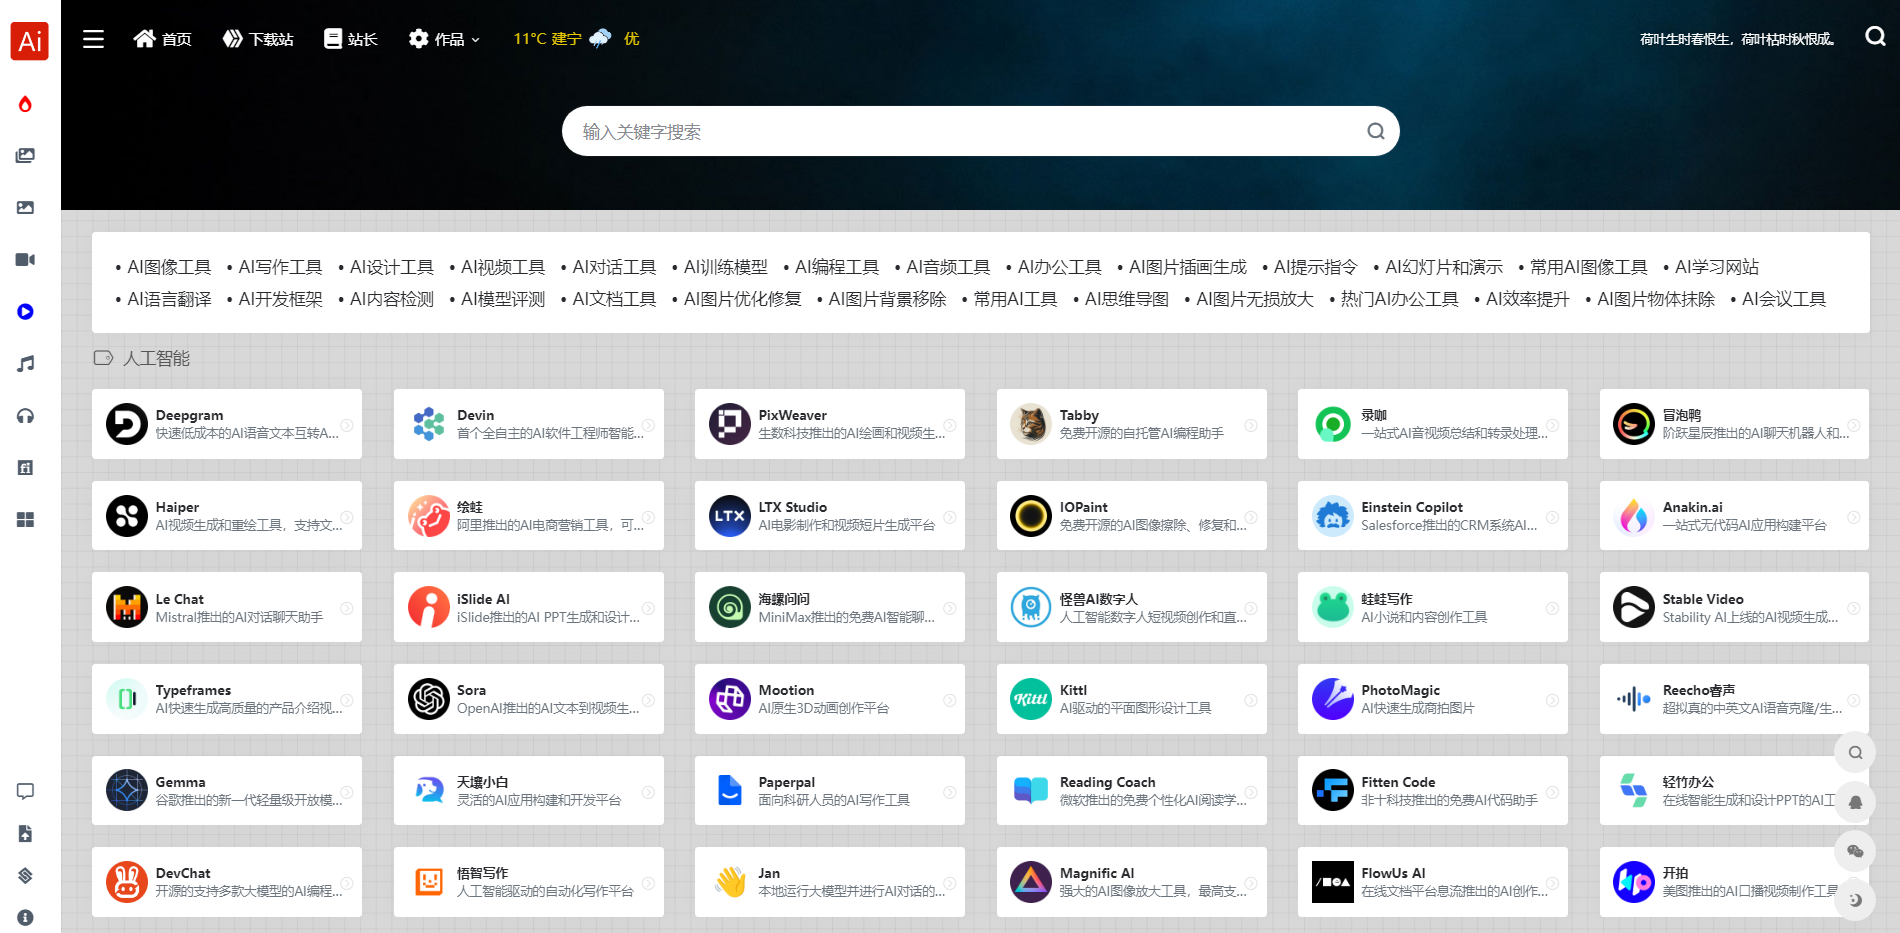 Ai
首页 下载站 站长 作品 11°C 建宁 优 荷叶生时春恨生，荷叶枯时秋恨成。
输入关键字搜索
• AI图像工具 • AI写作工具 • AI设计工具 • AI视频工具 • AI对话工具 • AI训练模型 • AI编程工具 • AI音频工具 • AI办公工具 • AI图片插画生成 • AI提示指令 • AI幻灯片和演示 • 常用AI图像工具 • AI学习网站
• AI语言翻译 • AI开发框架 • AI内容检测 • AI模型评测 • AI文档工具 • AI图片优化修复 • AI图片背景移除 • 常用AI工具 • AI思维导图 • AI图片无损放大 • 热门AI办公工具 • AI效率提升 • AI图片物体抹除 • AI会议工具
人工智能
Deepgram
快速低成本的AI语音文本互转A...
Devin
首个全自主的AI软件工程师智能...
PixWeaver
生数科技推出的AI绘画和视频生...
Tabby
免费开源的自托管AI编程助手
录咖
一站式AI音视频总结和转录处理...
冒泡鸭
阶跃星辰推出的AI聊天机器人和...
Haiper
AI视频生成和重绘工具，支持文...
绘蛙
阿里推出的AI电商营销工具，可...
LTX
LTX Studio
AI电影制作和视频短片生成平台
IOPaint
免费开源的AI图像擦除、修复和...
Einstein Copilot
Salesforce推出的CRM系统AI...
Anakin.ai
一站式无代码AI应用构建平台
Le Chat
Mistral推出的AI对话聊天助手
iSlide AI
iSlide推出的AI PPT生成和设计...
海螺问问
MiniMax推出的免费AI智能聊...
怪兽AI数字人
人工智能数字人短视频创作和直...
蛙蛙写作
AI小说和内容创作工具
Stable Video
Stability AI上线的AI视频生成...
Typeframes
AI快速生成高质量的产品介绍视...
Sora
OpenAI推出的AI文本到视频生...
Mootion
AI原生3D动画创作平台
Kittl
Kittl
AI驱动的平面图形设计工具
PhotoMagic
AI快速生成商拍图片
Reecho睿声
超拟真的中英文AI语音克隆/生...
Gemma
谷歌推出的新一代轻量级开放模...
天壤小白
灵活的AI应用构建和开发平台
Paperpal
面向科研人员的AI写作工具
Reading Coach
微软推出的免费个性化AI阅读学...
Fitten Code
非十科技推出的免费AI代码助手
轻竹办公
在线智能生成和设计PPT的AI工
DevChat
开源的支持多款大模型的AI编程...
悟智写作
人工智能驱动的自动化写作平台
Jan
本地运行大模型并进行AI对话的...
Magnific AI
强大的AI图像放大工具，最高支...
FlowUs AI
在线文档平台息流推出的AI创作...
开拍
美图推出的AI口播视频制作工具